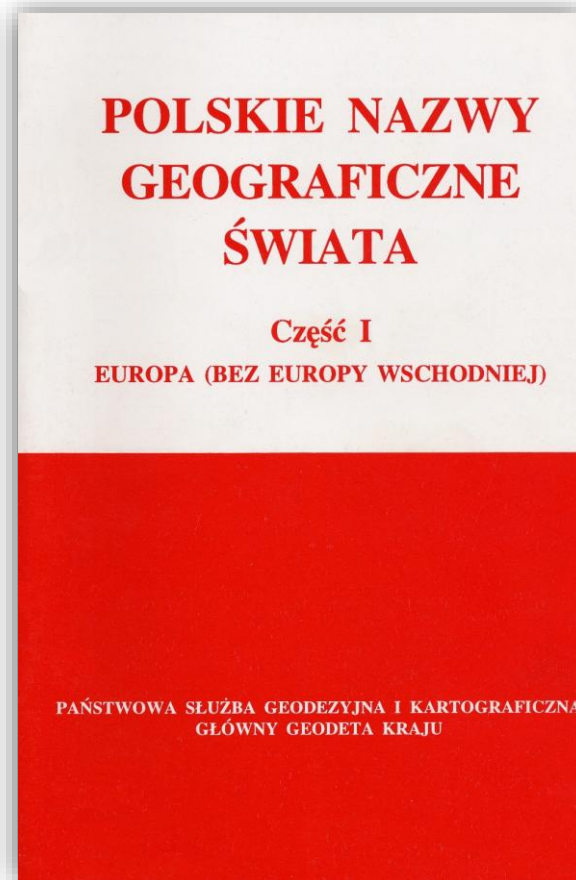 POLSKIE NAZWY
GEOGRAFICZNE
ŚWIATA
Część I
EUROPA (BEZ EUROPY WSCHODNIEJ)
PAŃSTWOWA SŁUŻBA GEODEZYJNA I KARTOGRAFICZNA
GŁÓWNY GEODETA KRAJU